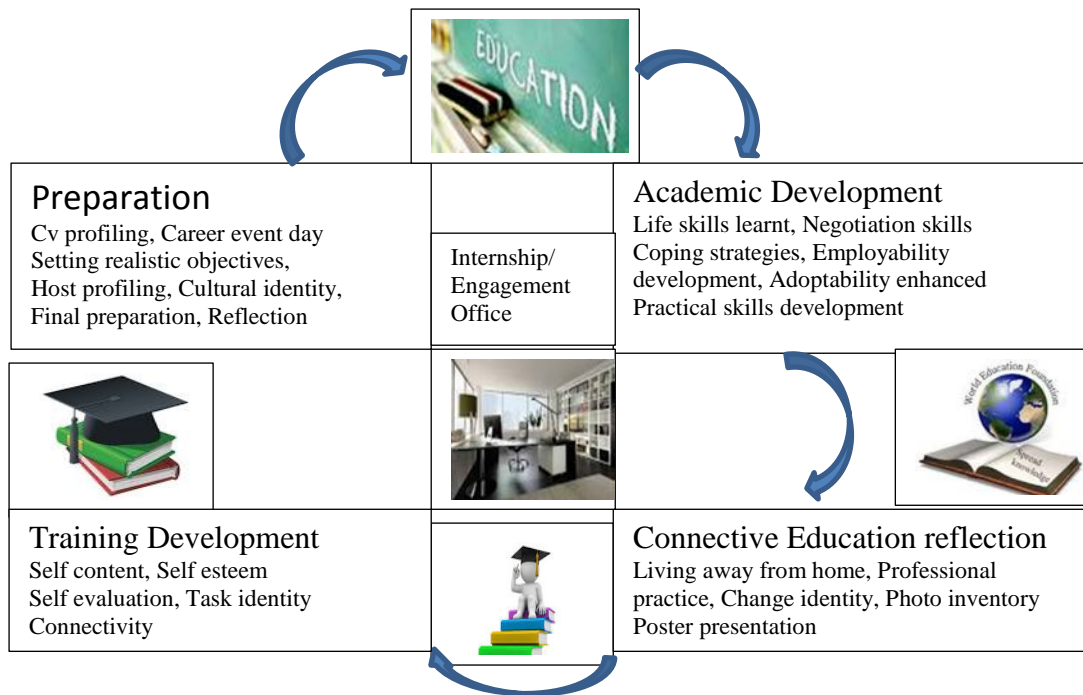 EDUCATION
Preparation
Cv profiling, Career event day
Setting realistic objectives,
Host profiling, Cultural identity,
Final preparation, Reflection
Internship/
Engagement
Office
Academic Development
Life skills learnt, Negotiation skills
Coping strategies, Employability
development, Adoptability enhanced
Practical skills development
World Education Foundation
Spread
knowledge
Training Development
Self content, Self esteem
Self evaluation, Task identity
Connectivity
Connective Education reflection
Living away from home, Professional
practice, Change identity, Photo inventory
Poster presentation